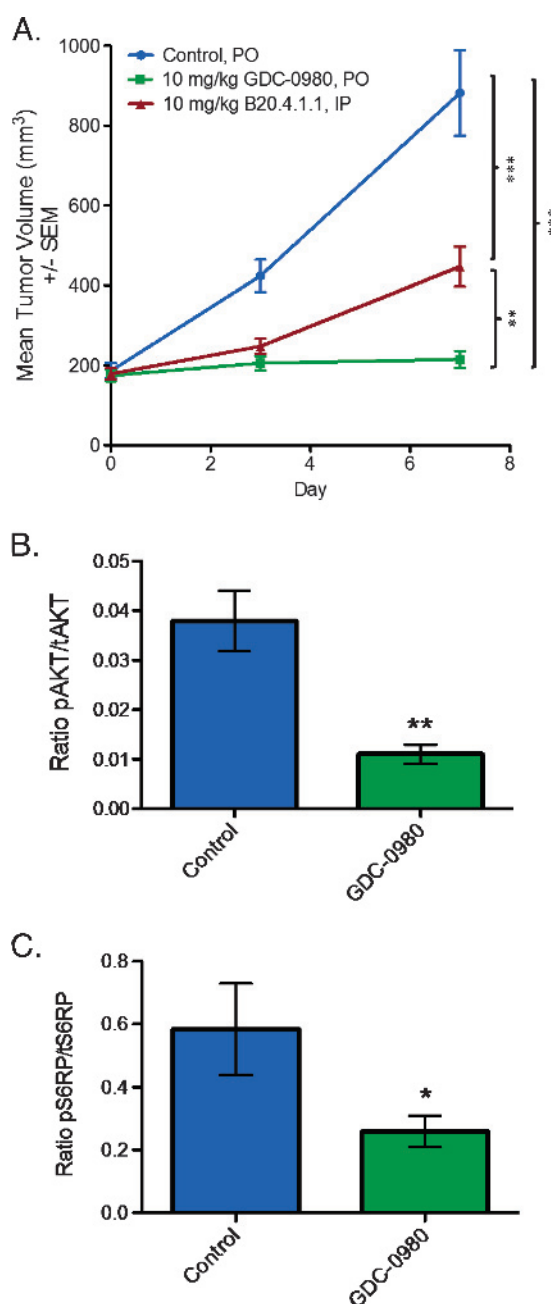 A.
Mean Tumor Volume (mm³)
+/- SEM
1000
800
600
400
200
0
Control, PO
10 mg/kg GDC-0980, PO
10 mg/kg B20.4.1.1, IP
***
**
***
0 2 4 6 8
Day
B.
Ratio pAKT/tAKT
0.05
0.04
0.03
0.02
0.01
0.00
**
Control
GDC-0980
C.
Ratio pS6RP/tS6RP
0.8
0.6
0.4
0.2
0.0
*
Control
GDC-0980